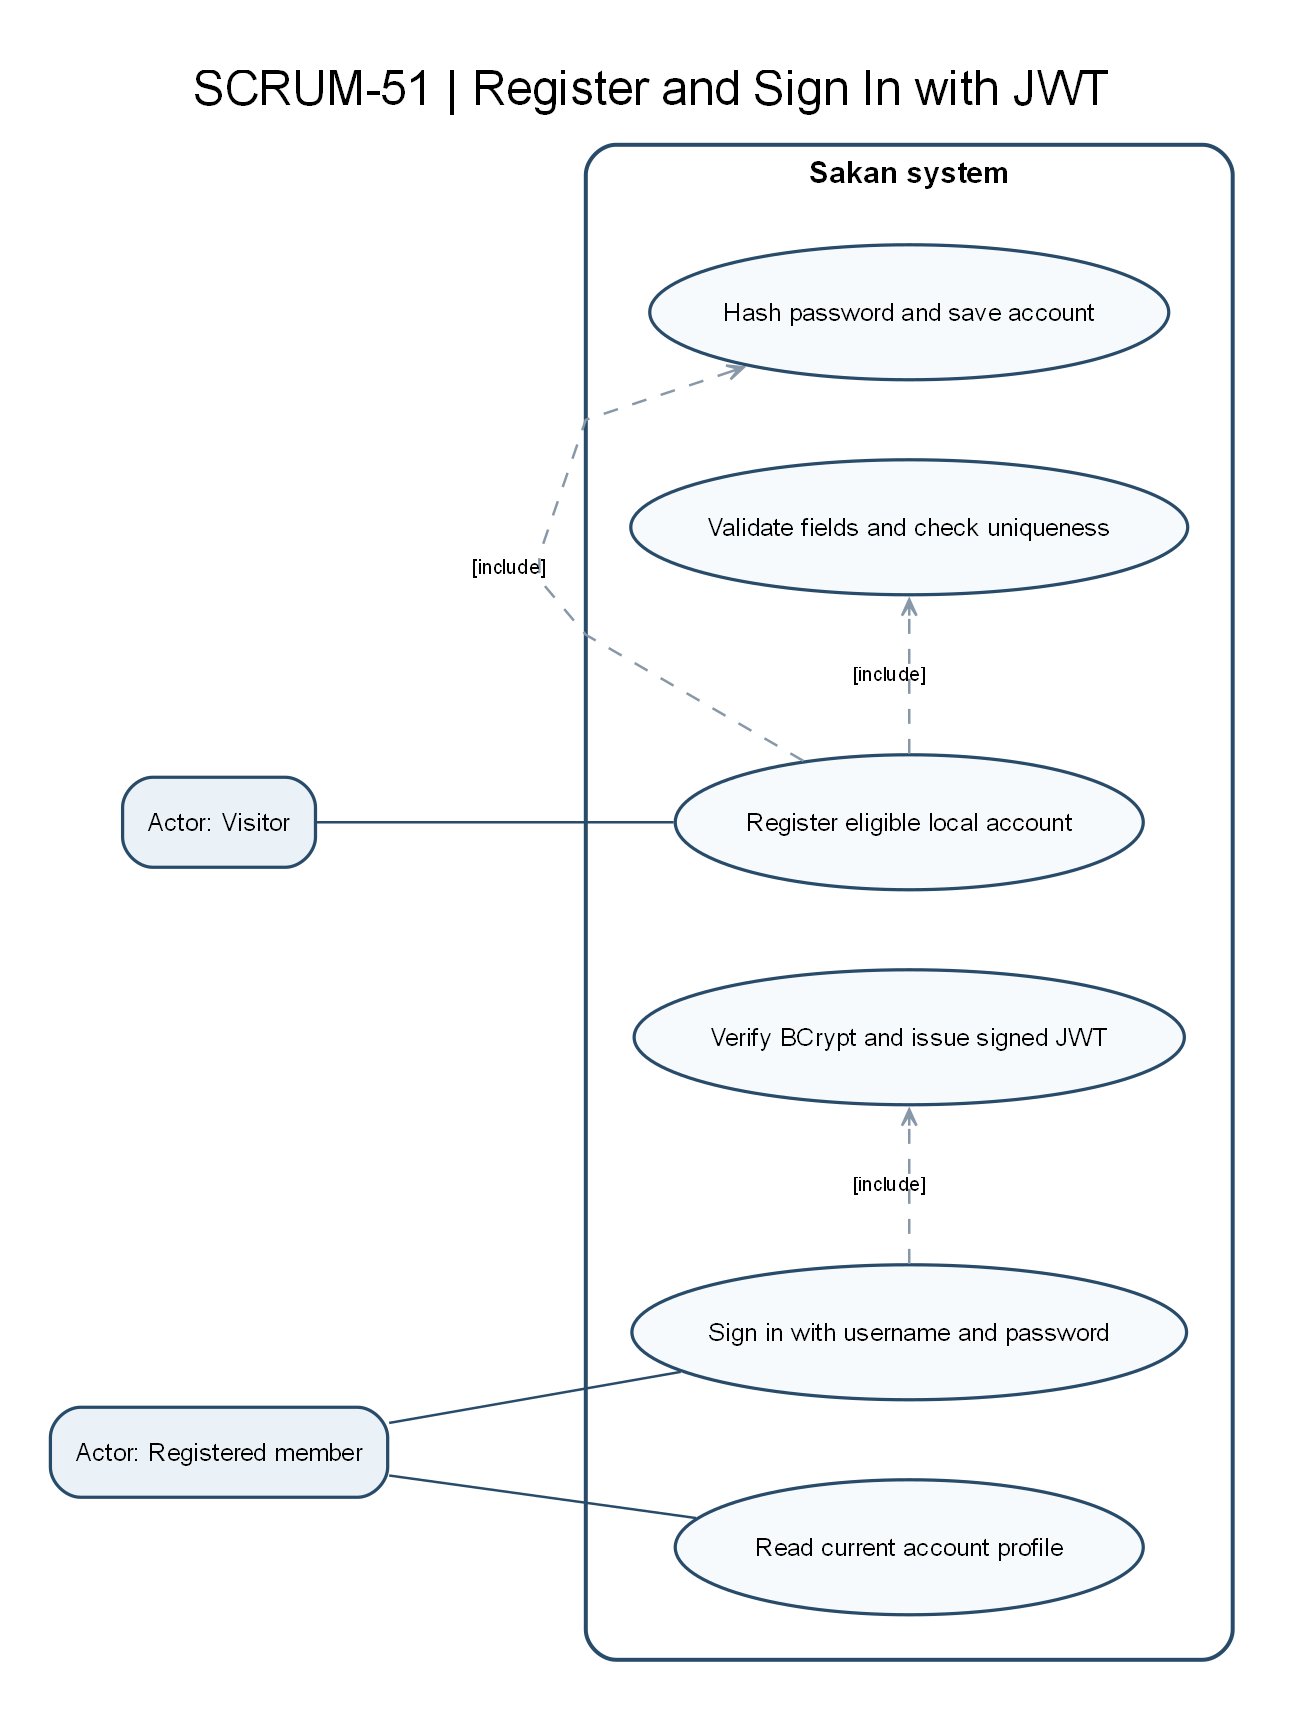 SCRUM-51 | Register and Sign In with JWT
Sakan system
Hash password and save account
Validate fields and check uniqueness
[include]
[include]
Actor: Visitor
Register eligible local account
Verify BCrypt and issue signed JWT
[include]
Sign in with username and password
Actor: Registered member
Read current account profile